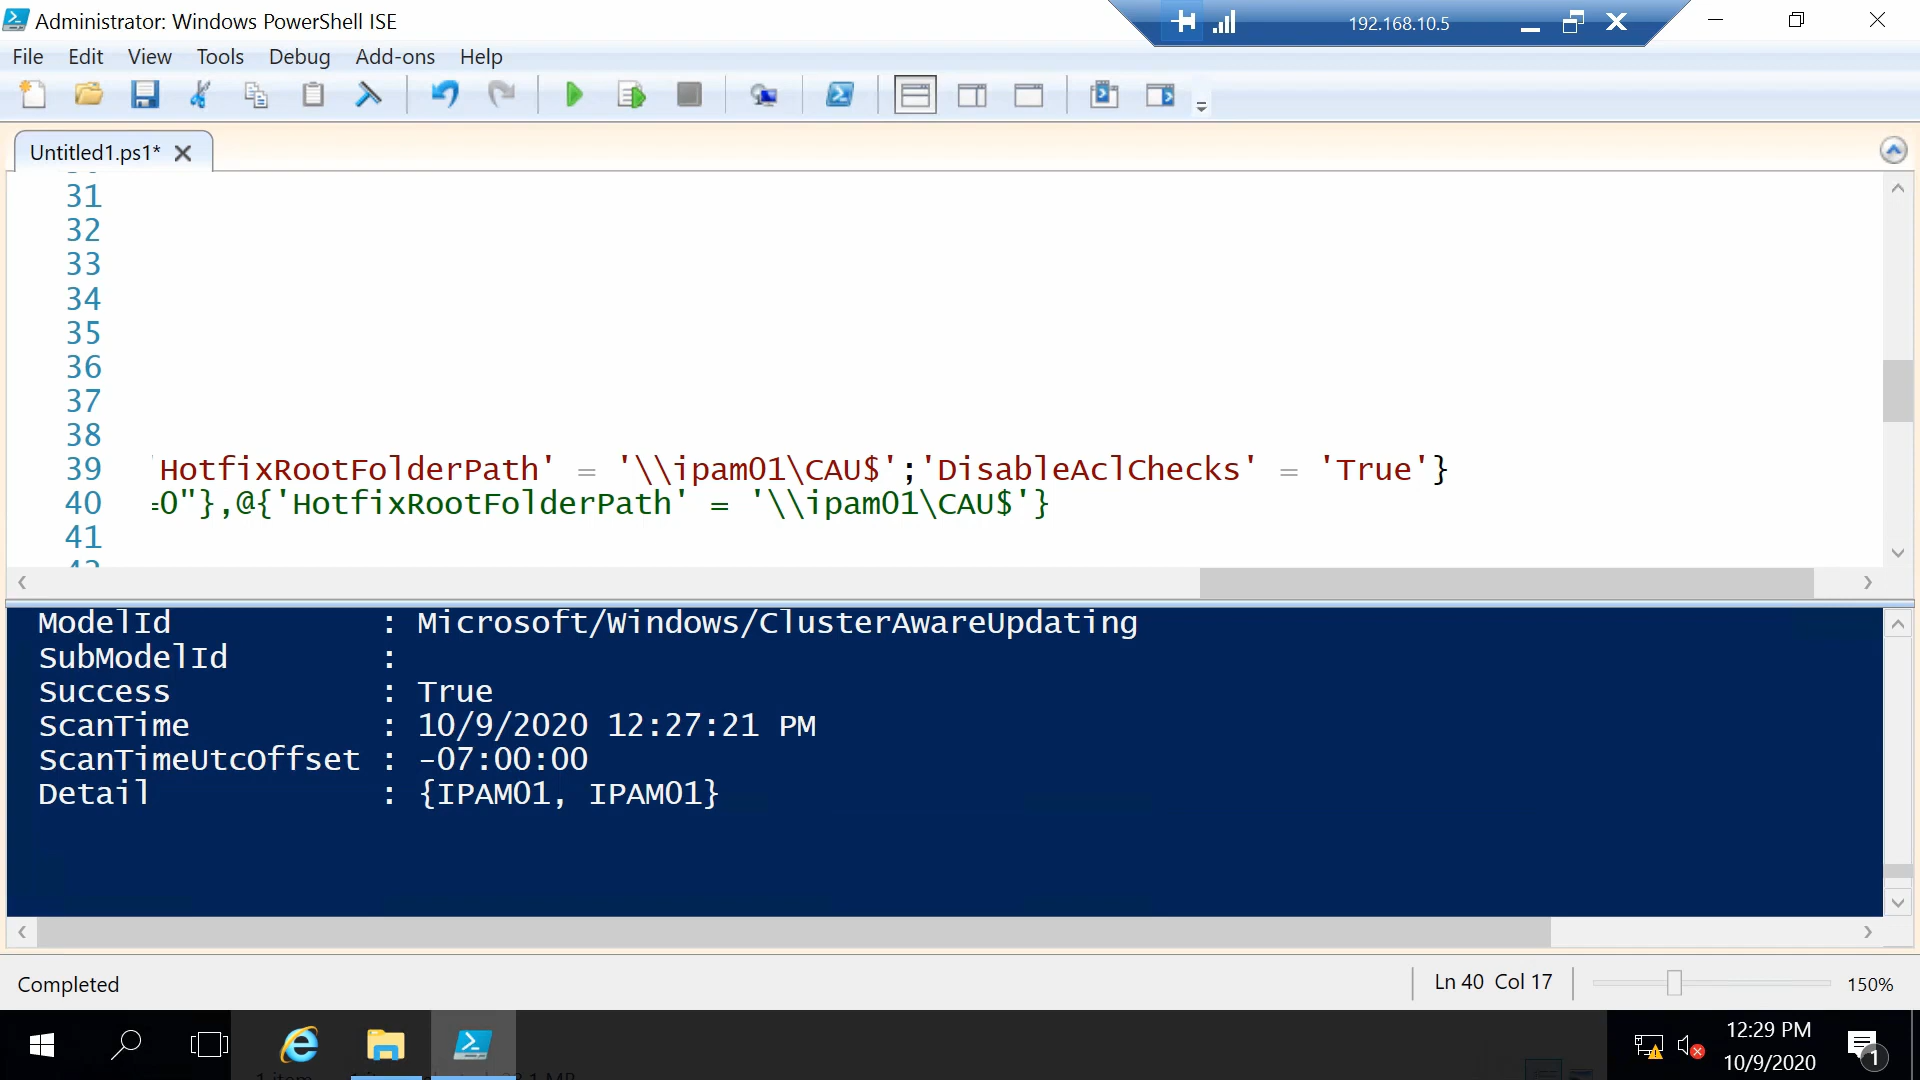 Administrator: Windows PowerShell ISE
192.168.10.5
File Edit View Tools Debug Add-ons Help
Untitled1.ps1*
31
32
33
34
35
36
37
38
39 'HotfixRootFolderPath' = '\\ipam01\CAU$';'DisableAclChecks' = 'True'}
40 =0"},@{'HotfixRootFolderPath' = '\\ipam01\CAU$'}
41
ModelId : Microsoft/Windows/ClusterAwareUpdating
SubModelId :
Success : True
ScanTime : 10/9/2020 12:27:21 PM
ScanTimeUtcOffset : -07:00:00
Detail : {IPAM01, IPAM01}
Completed
Ln 40 Col 17
150%
12:29 PM
10/9/2020
1